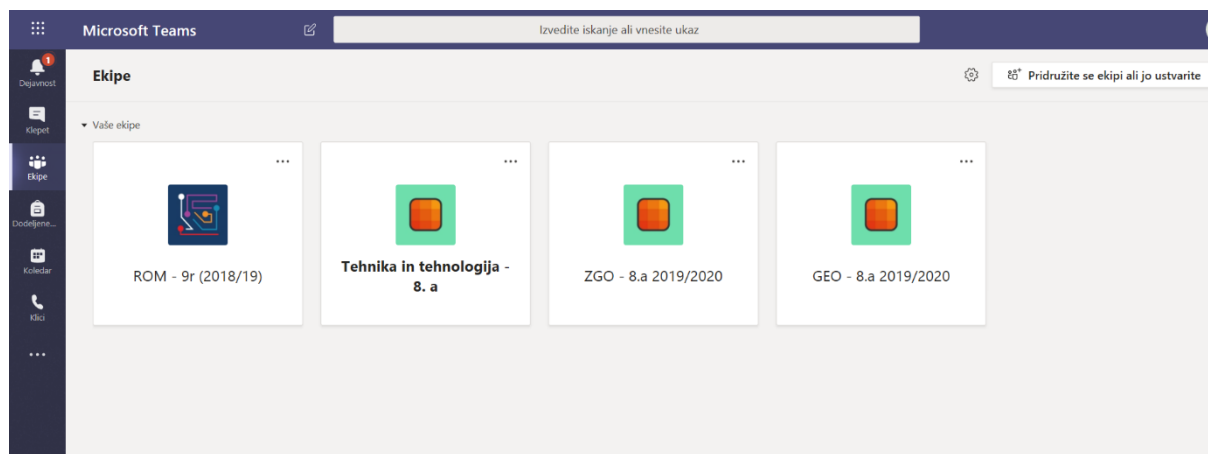 Microsoft Teams
Izvedite iskanje ali vnesite ukaz
1
Dejavnost
Ekipe
Pridružite se ekipi ali jo ustvarite
Klepet
Vaše ekipe
Ekipe
Dodeljene...
Koledar
Klici
ROM - 9r (2018/19)
Tehnika in tehnologija -
8. a
ZGO - 8.a 2019/2020
GEO - 8.a 2019/2020